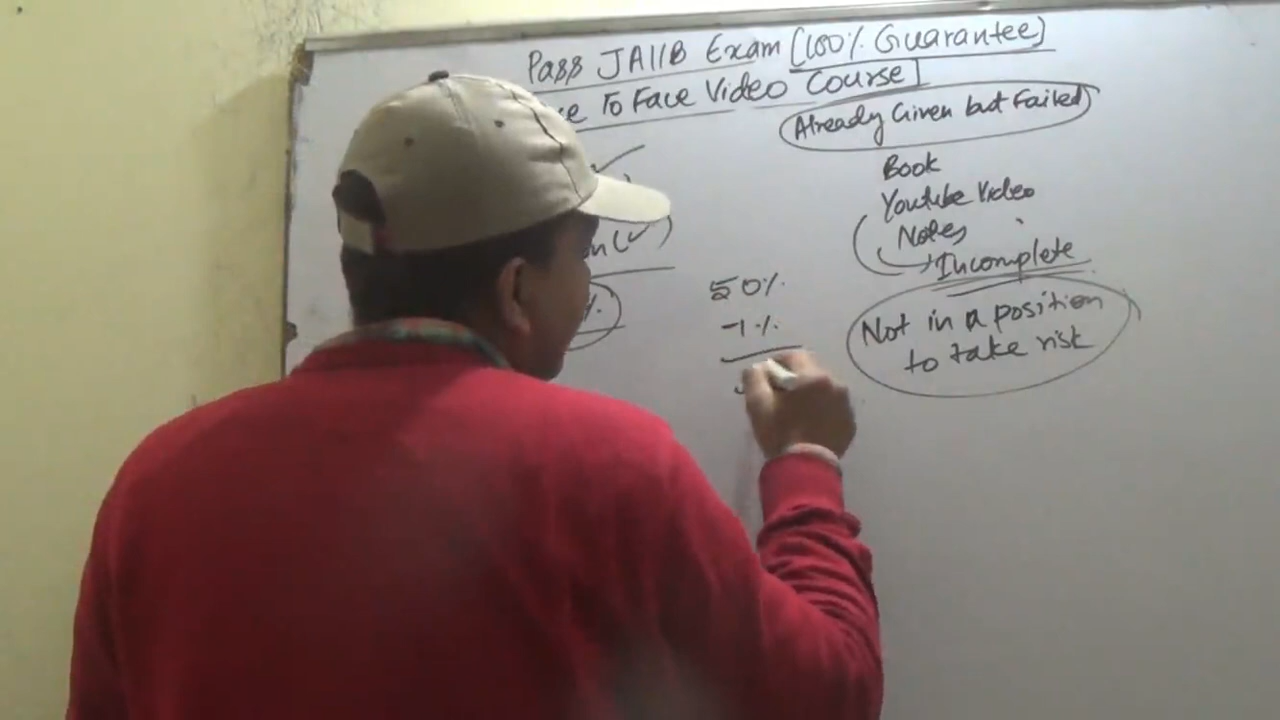 Pass JAIIB Exam [100% Guarantee]
To Face Video Course]
Already Given but Failed
Book
Youtube Video
Notes
Incomplete
Not in a position
to take risk
50%
-1%